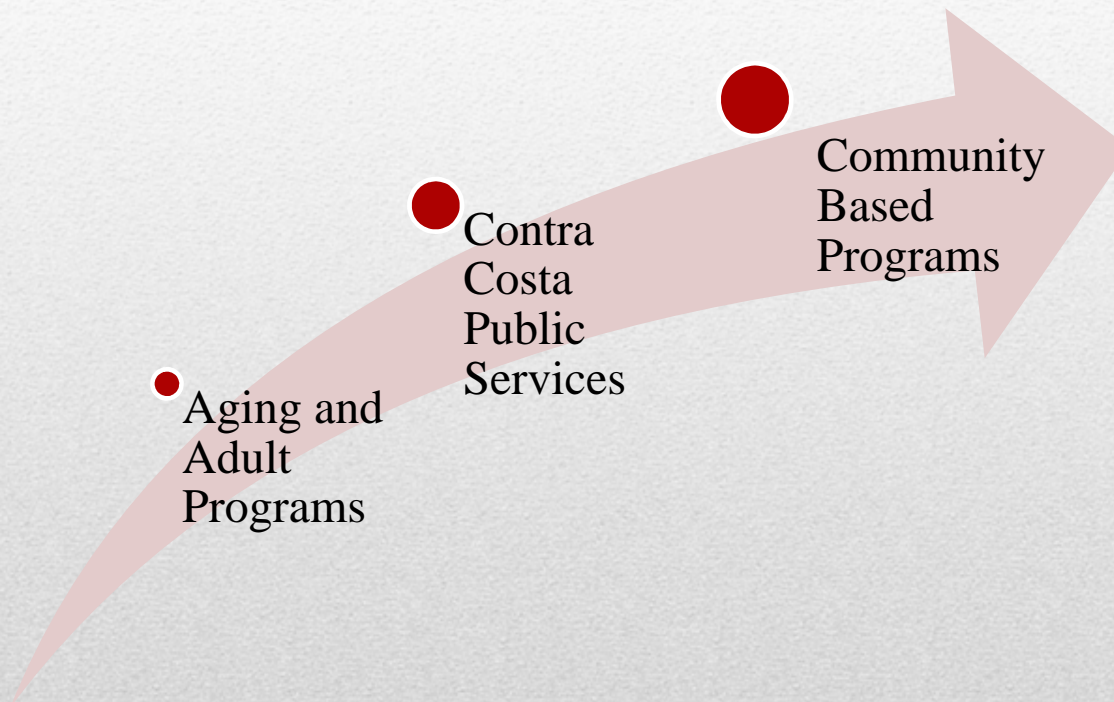 Community
Based
Programs
Contra
Costa
Public
Services
Aging and
Adult
Programs